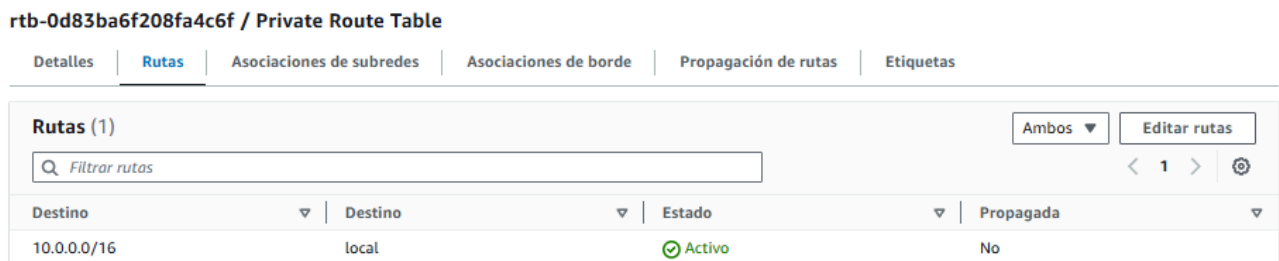 rtb-0d83ba6f208fa4c6f / Private Route Table
Detalles Rutas Asociaciones de subredes Asociaciones de borde Propagación de rutas Etiquetas
Rutas (1) Ambos Editar rutas
Filtrar rutas 1
Destino Destino Estado Propagada
10.0.0.0/16 local Activo No